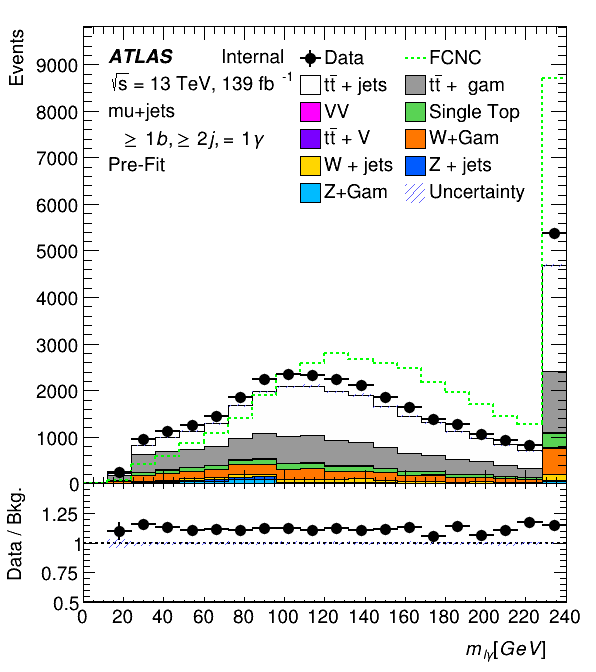 Events
9000
8000
7000
6000
5000
4000
3000
2000
1000
0
ATLAS Internal
√s = 13 TeV, 139 fb⁻¹
mu+jets
≥ 1b, ≥ 2j, = 1γ
Pre-Fit
Data
FCNC
tt̄ + jets
tt̄ + gam
VV
Single Top
tt̄ + V
W+Gam
W + jets
Z + jets
Z+Gam
Uncertainty
Data / Bkg.
1.25
1
0.75
0.5
0 20 40 60 80 100 120 140 160 180 200 220 240
m_lγ[GeV]